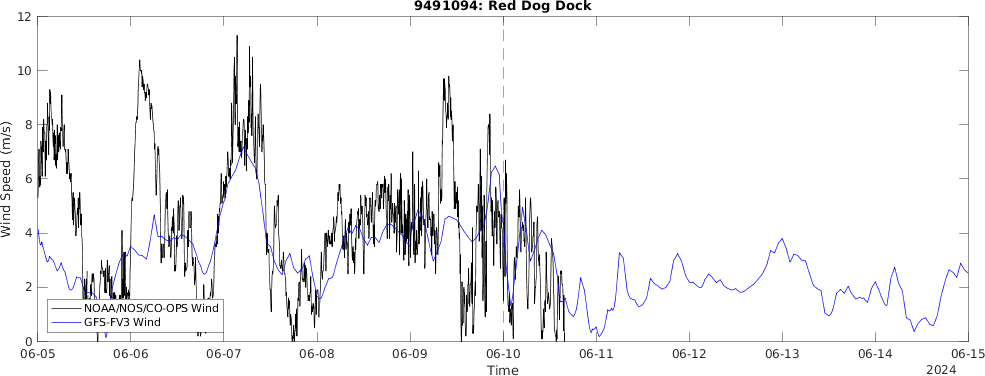 9491094: Red Dog Dock
Wind Speed (m/s)
12
10
8
6
4
2
0
NOAA/NOS/CO-OPS Wind
GFS-FV3 Wind
06-05 06-06 06-07 06-08 06-09 06-10 06-11 06-12 06-13 06-14 06-15
Time
2024